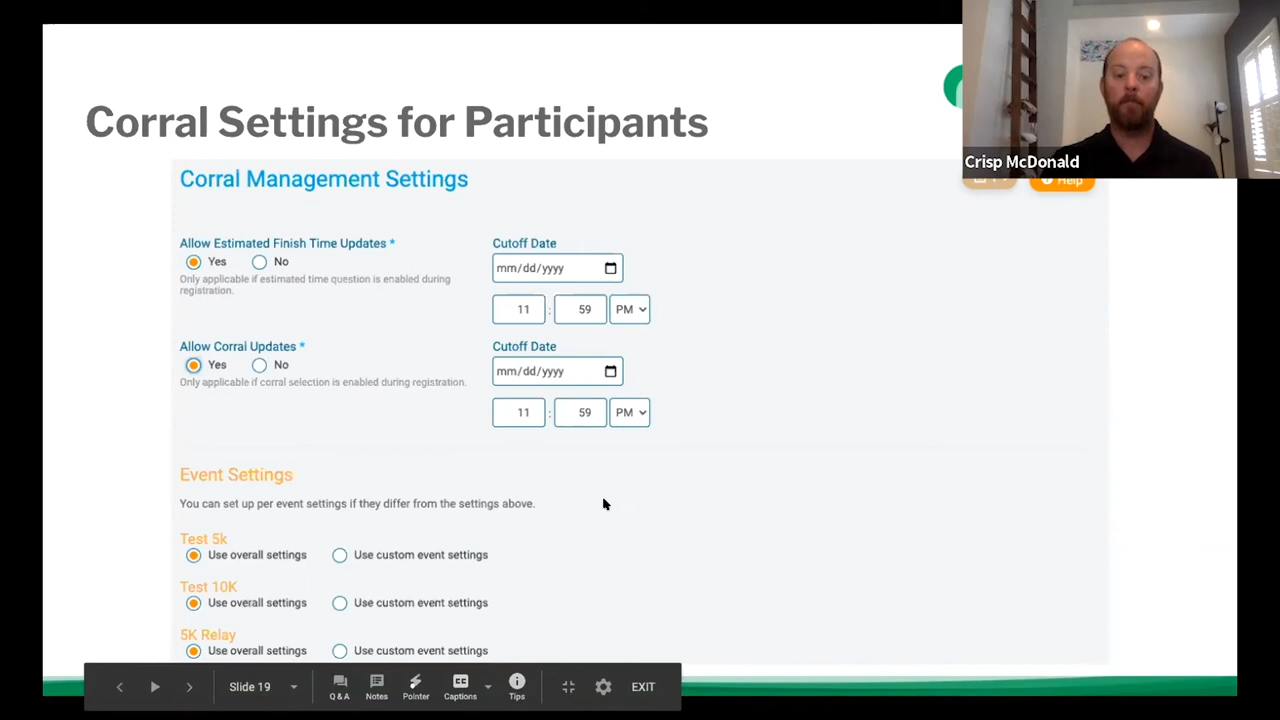 Corral Settings for Participants
Crisp McDonald
Corral Management Settings
Help
Allow Estimated Finish Time Updates *
Cutoff Date
Yes No
mm/dd/yyyy
Only applicable if estimated time question is enabled during
registration.
11 : 59 PM
Allow Corral Updates *
Cutoff Date
Yes No
mm/dd/yyyy
Only applicable if corral selection is enabled during registration.
11 : 59 PM
Event Settings
You can set up per event settings if they differ from the settings above.
Test 5k
Use overall settings Use custom event settings
Test 10K
Use overall settings Use custom event settings
5K Relay
Use overall settings Use custom event settings
Slide 19
Q & A Notes Pointer Captions Tips
EXIT